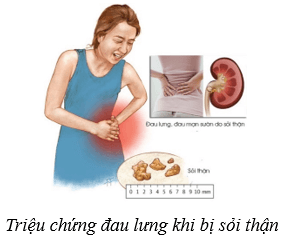 Đau lưng, đau mạn sườn do sỏi thận
Sỏi thận
0 1 2 3 4 5 6 7 8 9 10 mm
Triệu chứng đau lưng khi bị sỏi thận